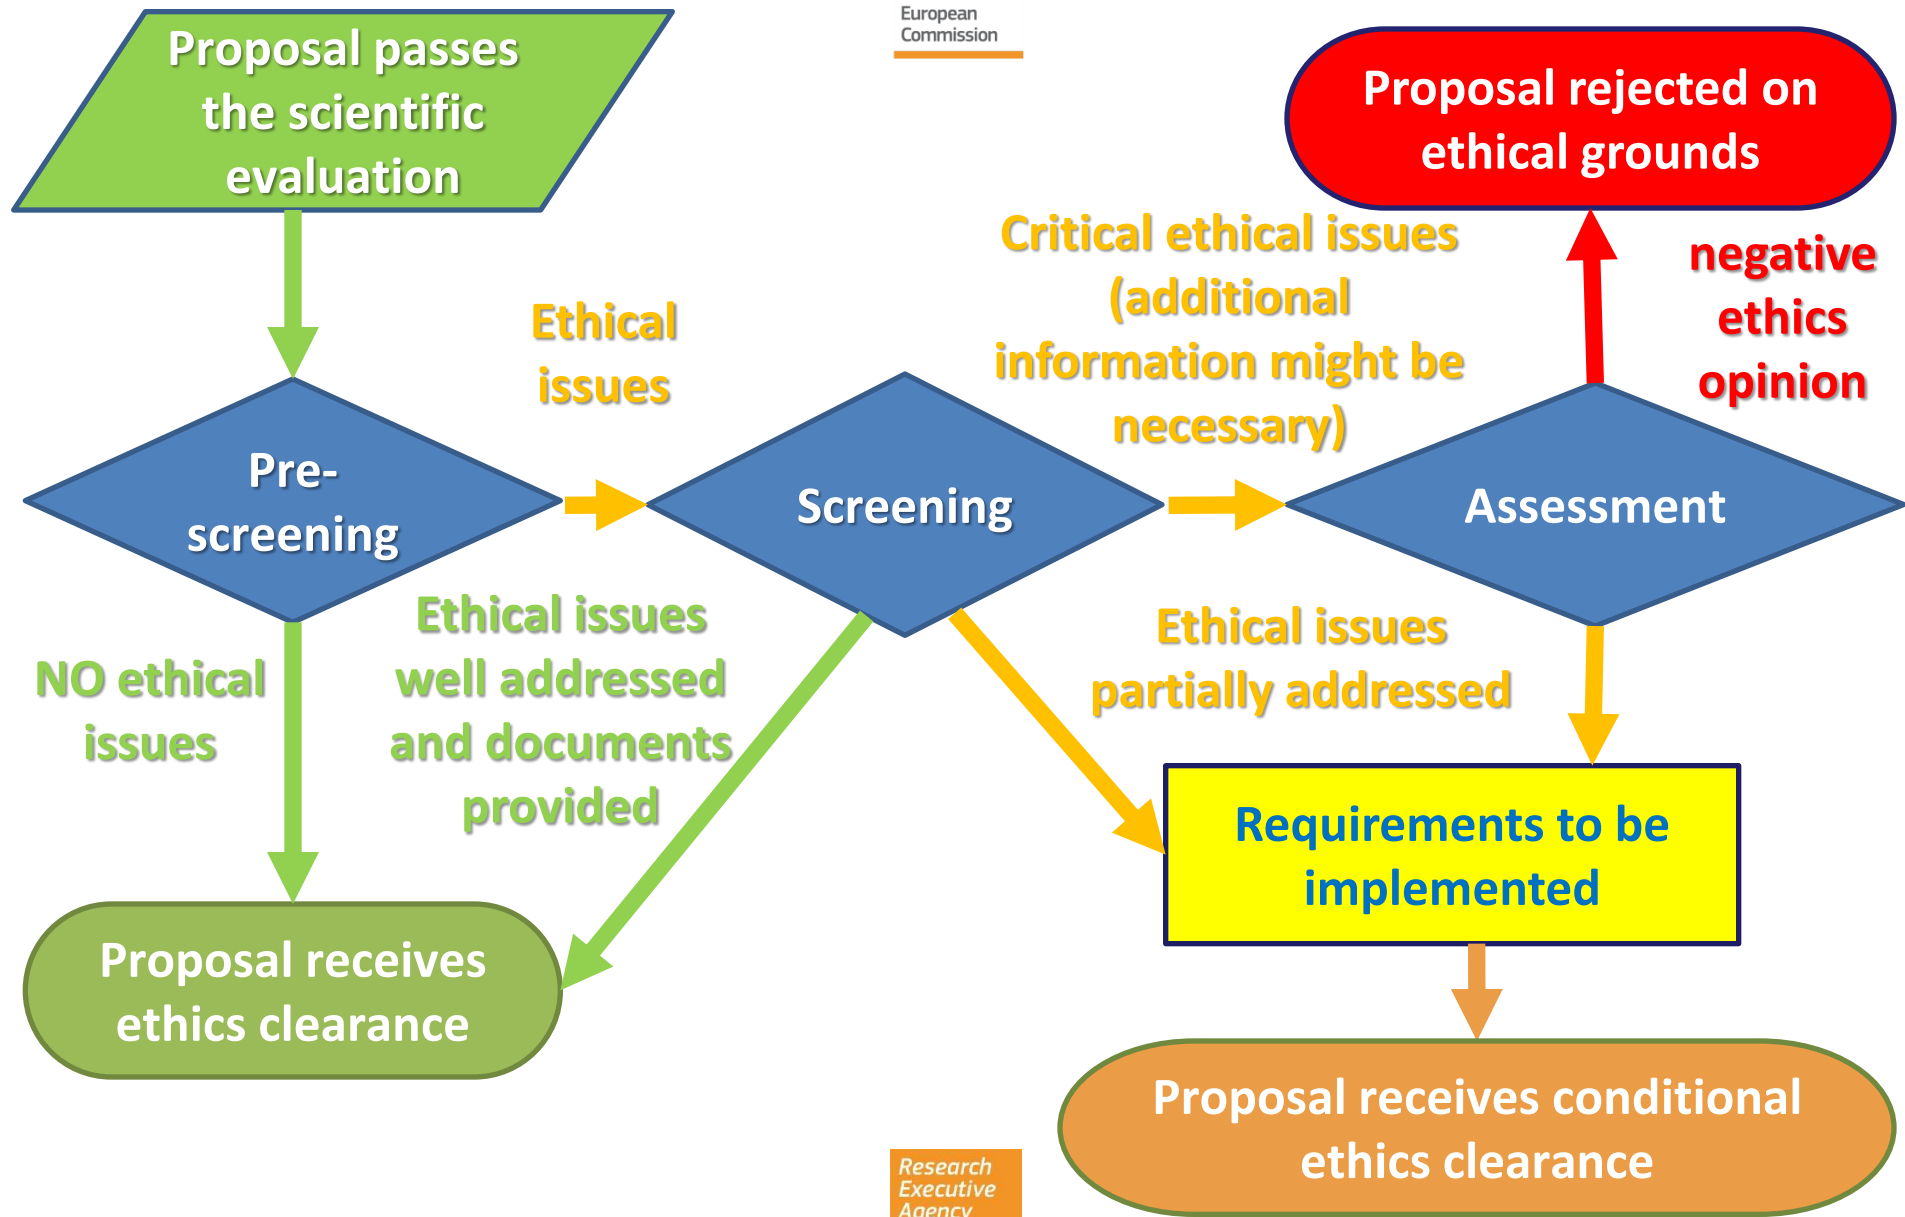 European
Commission
Proposal passes
the scientific
evaluation
Proposal rejected on
ethical grounds
Critical ethical issues
(additional
information might be
necessary)
negative
ethics
opinion
Ethical
issues
Pre-
screening
Screening
Assessment
NO ethical
issues
Ethical issues
well addressed
and documents
provided
Ethical issues
partially addressed
Requirements to be
implemented
Proposal receives
ethics clearance
Proposal receives conditional
ethics clearance
Research
Executive
Agency